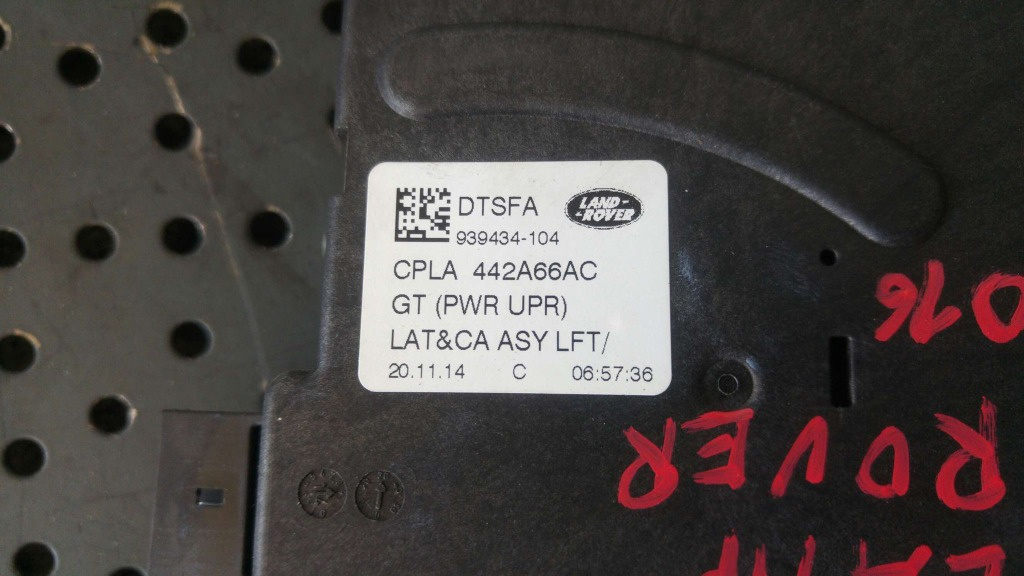 DTSFA LAND-ROVER
939434-104
CPLA 442A66AC
GT (PWR UPR)
LAT&CA ASY LFT/
20.11.14 C 06:57:36
ROVER